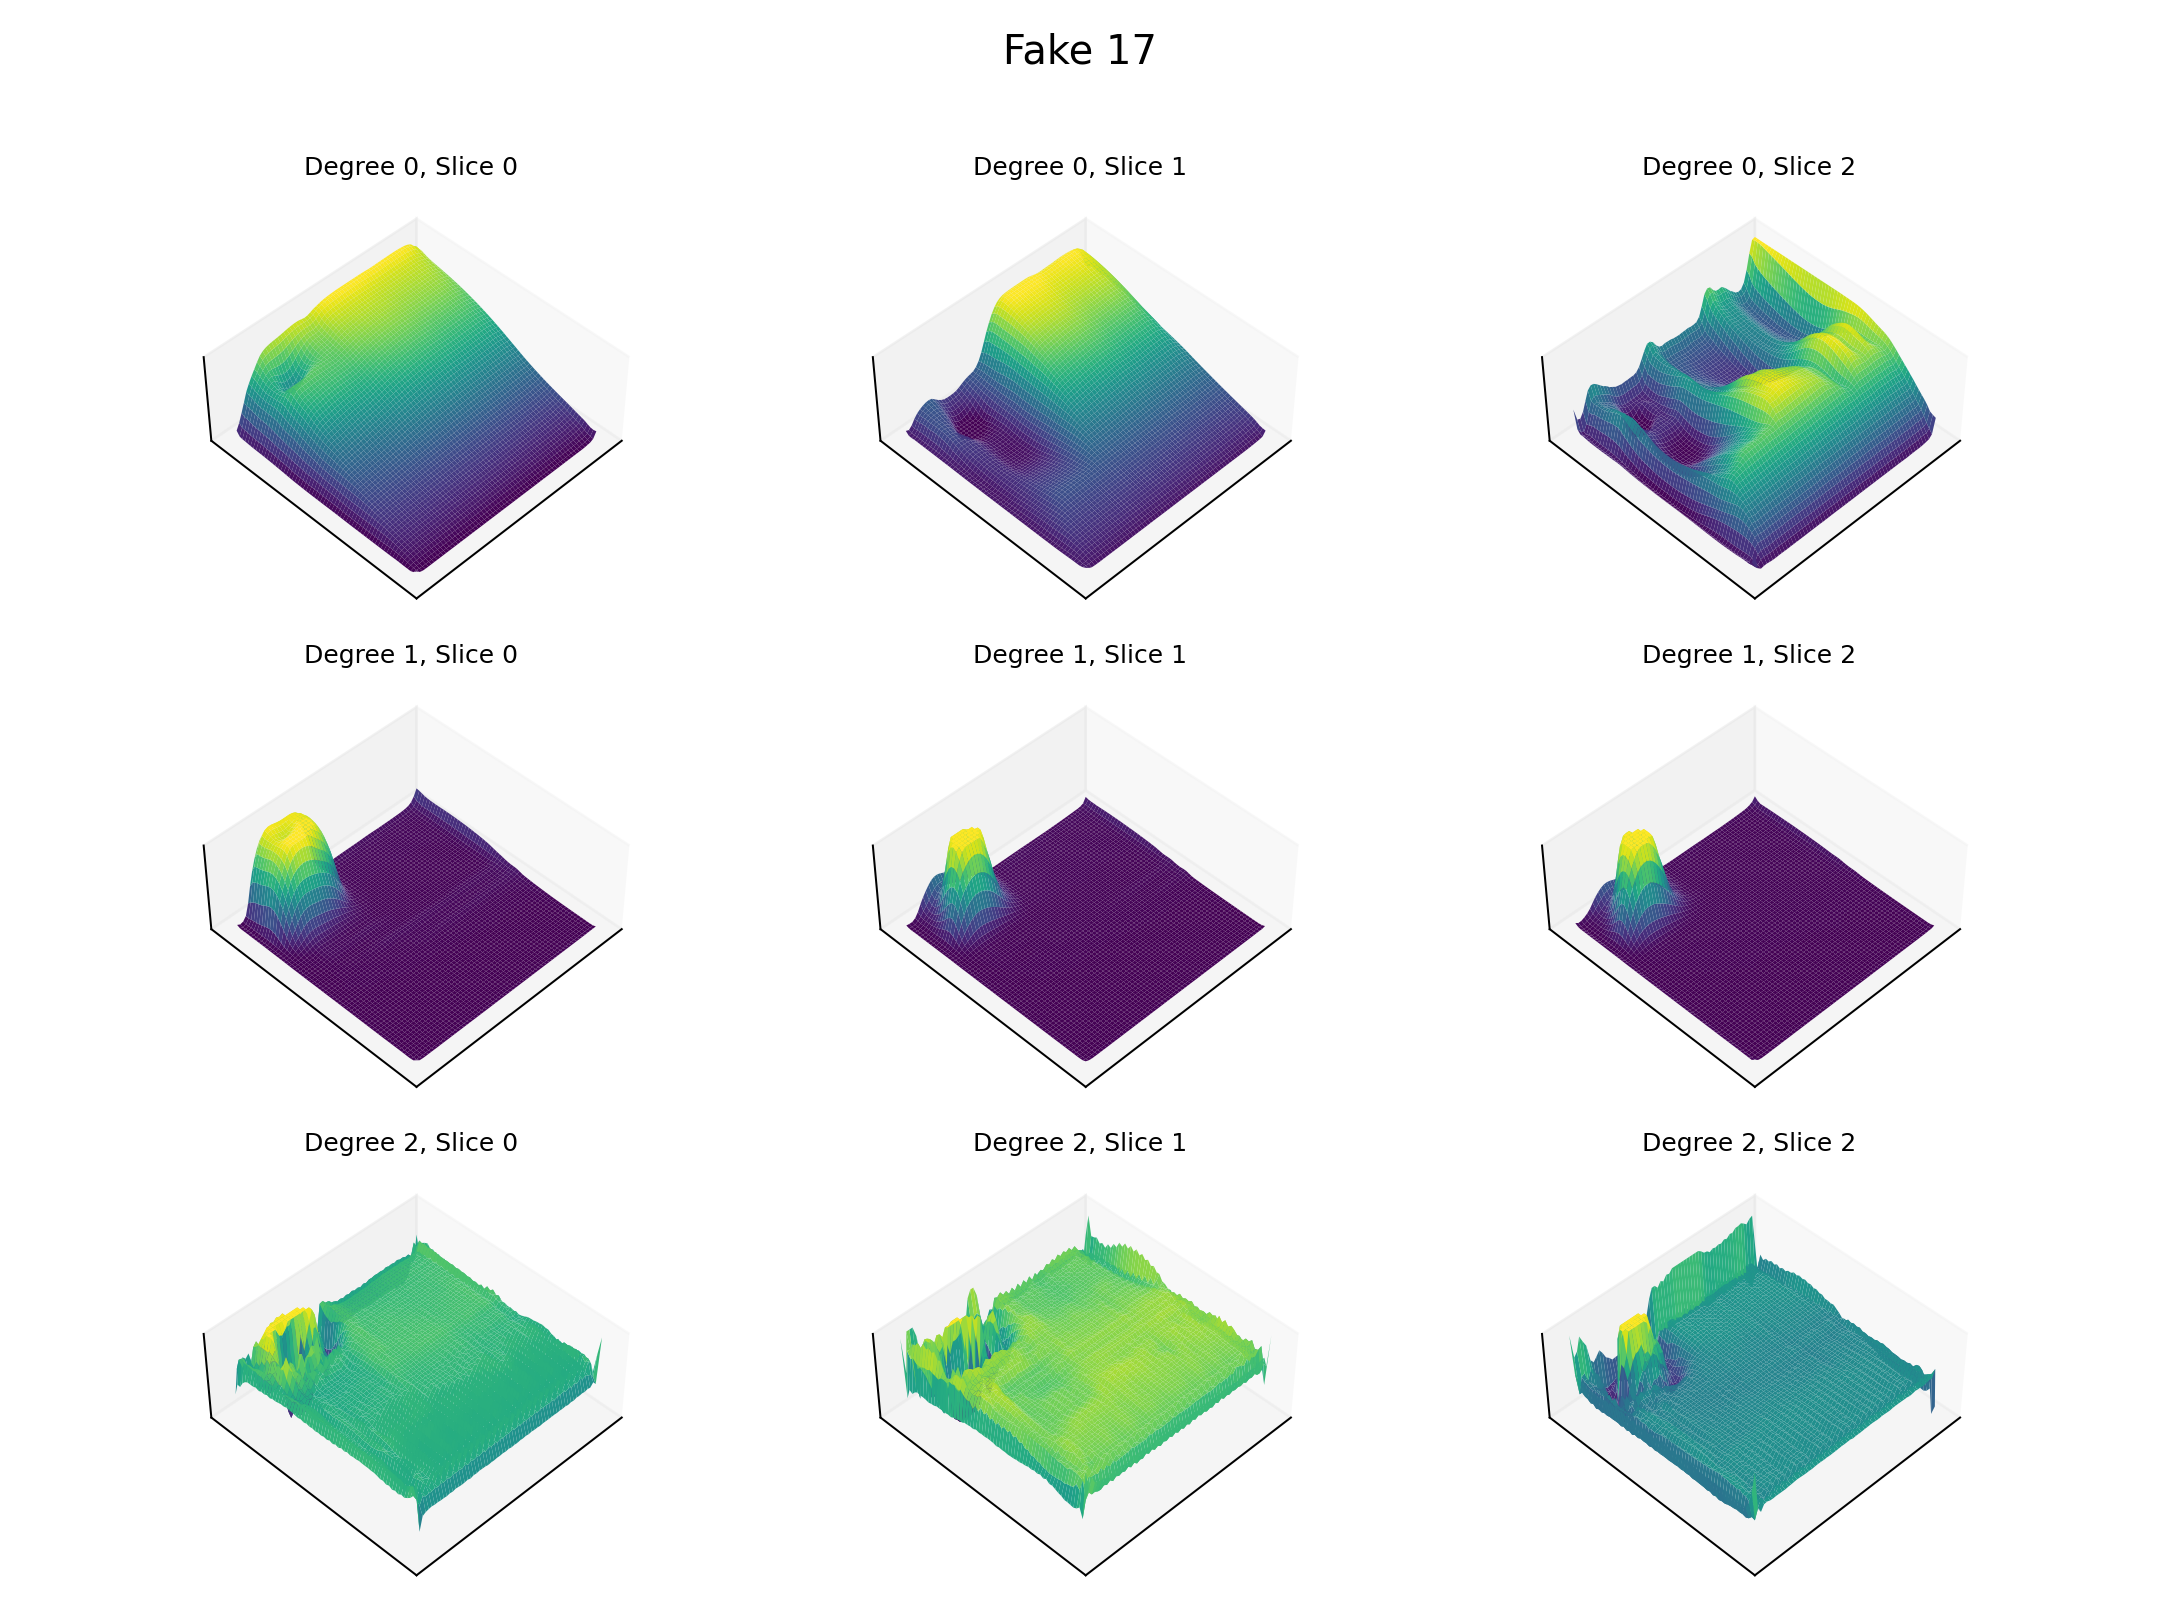 Fake 17
Degree 0, Slice 0
Degree 0, Slice 1
Degree 0, Slice 2
Degree 1, Slice 0
Degree 1, Slice 1
Degree 1, Slice 2
Degree 2, Slice 0
Degree 2, Slice 1
Degree 2, Slice 2